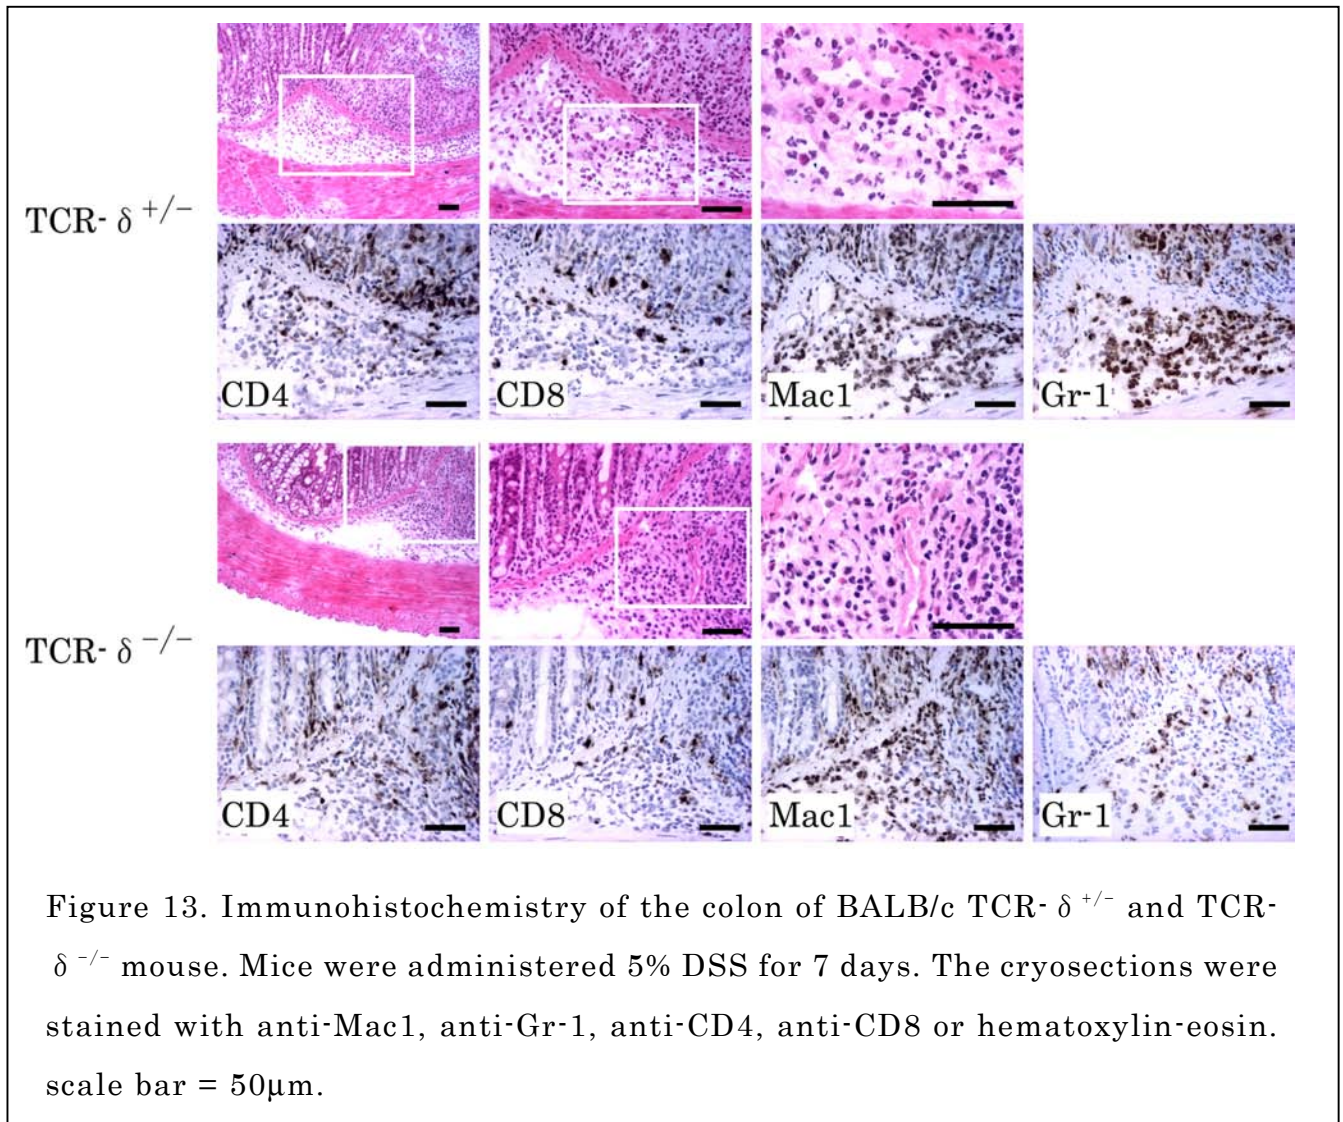 TCR- δ +/−
CD4 CD8 Mac1 Gr-1
TCR- δ −/−
CD4 CD8 Mac1 Gr-1
Figure 13. Immunohistochemistry of the colon of BALB/c TCR- δ +/− and TCR-
δ −/− mouse. Mice were administered 5% DSS for 7 days. The cryosections were
stained with anti-Mac1, anti-Gr-1, anti-CD4, anti-CD8 or hematoxylin-eosin.
scale bar = 50μm.